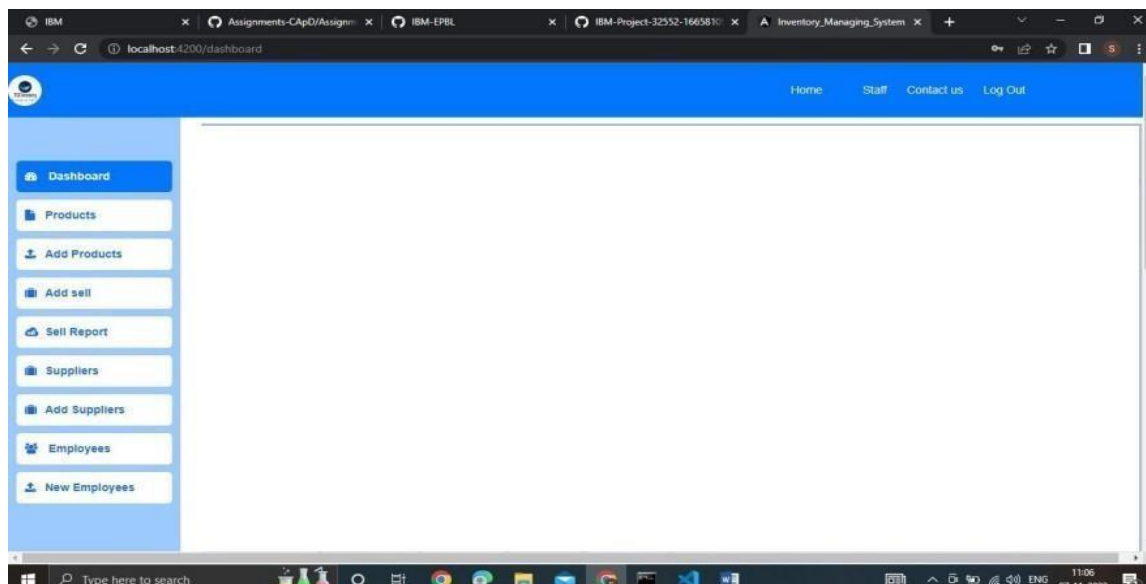 IBM
Assignments-CApD/Assignm
IBM-EPBL
IBM-Project-32552-1665810
Inventory_Managing_System
localhost:4200/dashboard
S
Home Staff Contact us Log Out
Dashboard
Products
Add Products
Add sell
Sell Report
Suppliers
Add Suppliers
Employees
New Employees
Type here to search
ENG
11:06